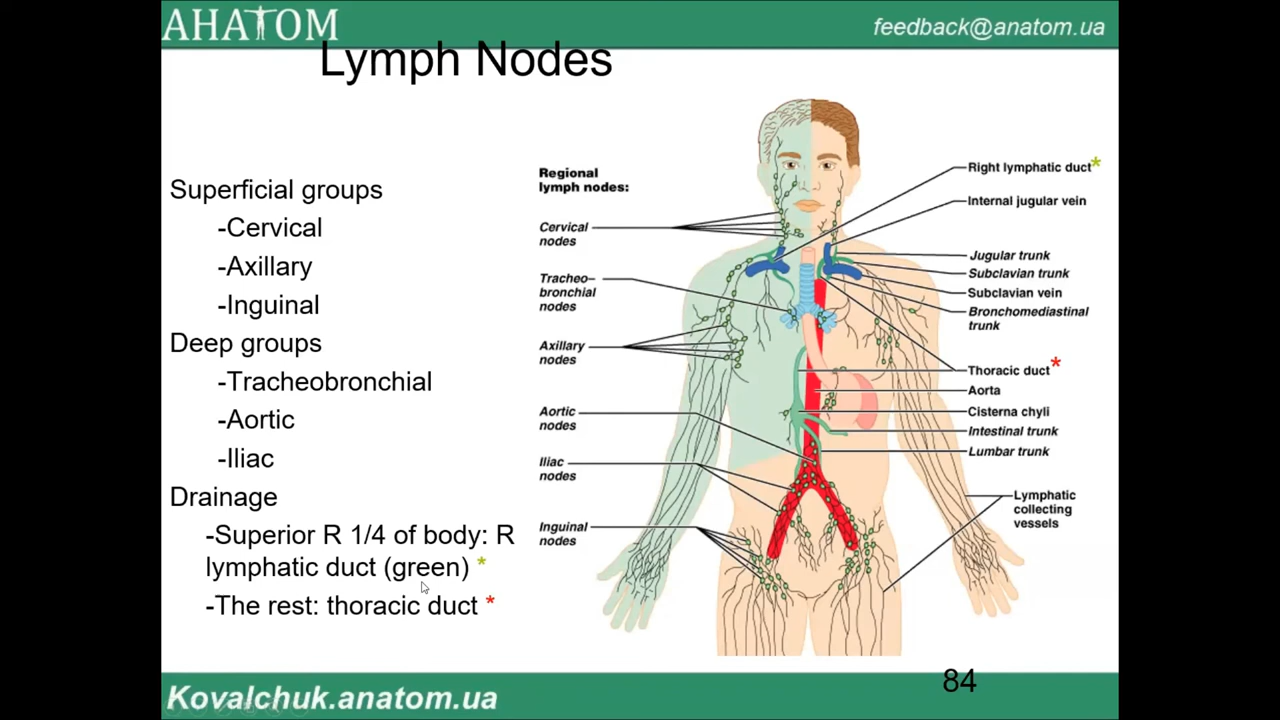 АНАТОМ
feedback@anatom.ua
Lymph Nodes
Superficial groups
-Cervical
-Axillary
-Inguinal
Deep groups
-Tracheobronchial
-Aortic
-Iliac
Drainage
-Superior R 1/4 of body: R
lymphatic duct (green) *
-The rest: thoracic duct *
Regional
lymph nodes:
Cervical
nodes
Tracheo–
bronchial
nodes
Axillary
nodes
Aortic
nodes
Iliac
nodes
Inguinal
nodes
Right lymphatic duct*
Internal jugular vein
Jugular trunk
Subclavian trunk
Subclavian vein
Bronchomediastinal
trunk
Thoracic duct*
Aorta
Cisterna chyli
Intestinal trunk
Lumbar trunk
Lymphatic
collecting
vessels
84
Kovalchuk.anatom.ua